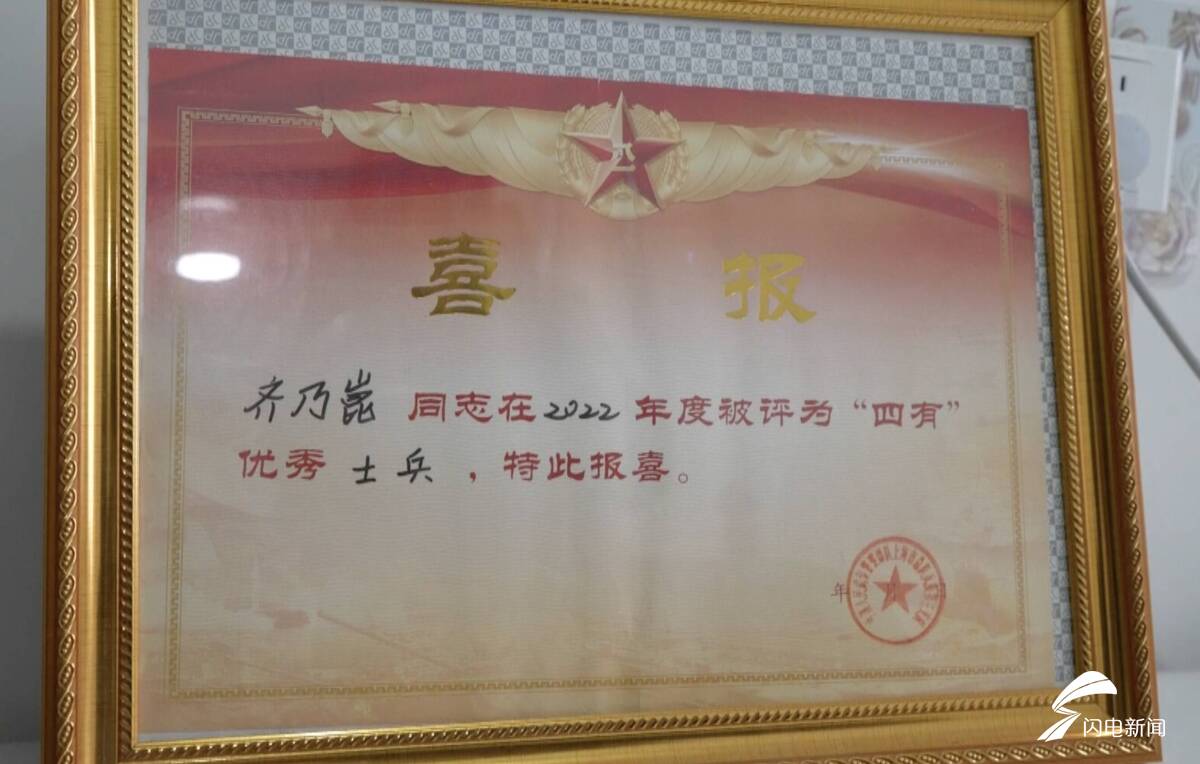 喜 报
齐乃崑 同志在2022年度被评为“四有”
优秀 士兵，特此报喜。
年
闪电新闻